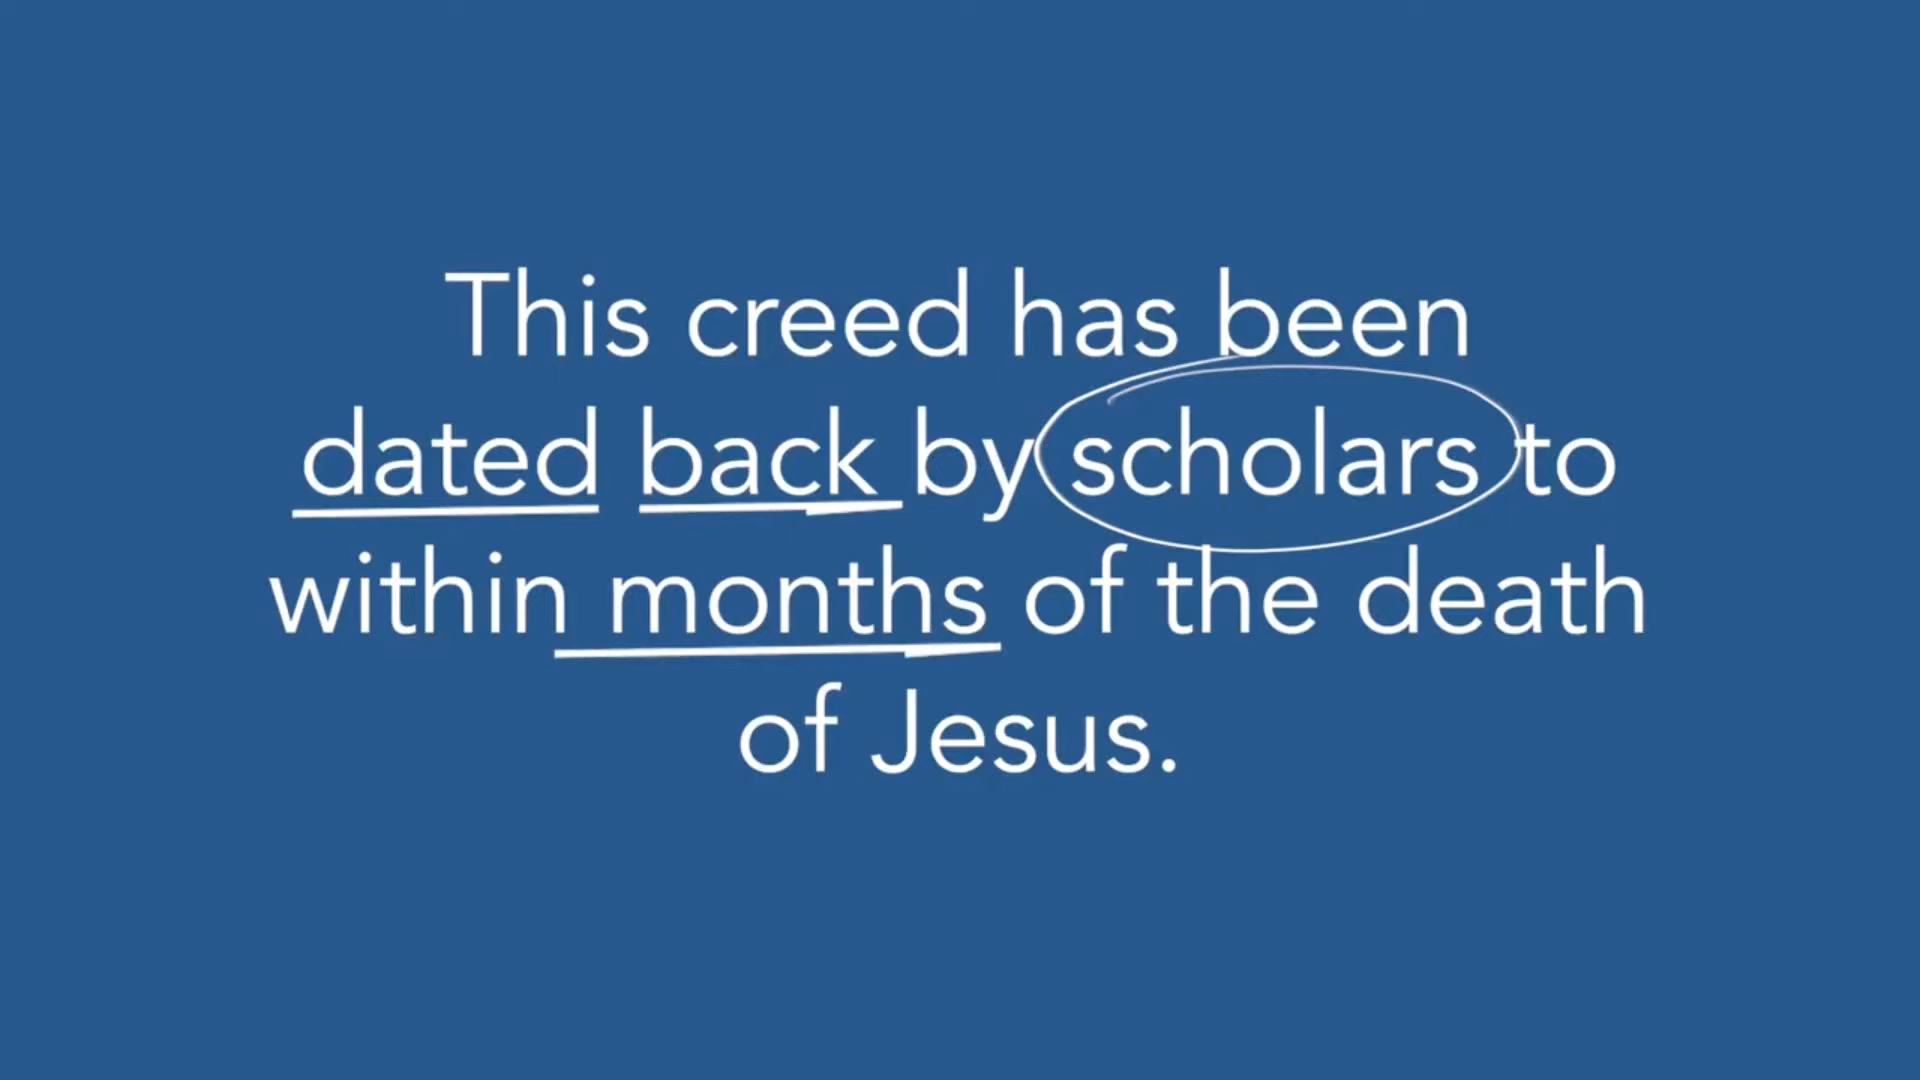 This creed has been
dated back by scholars to
within months of the death
of Jesus.